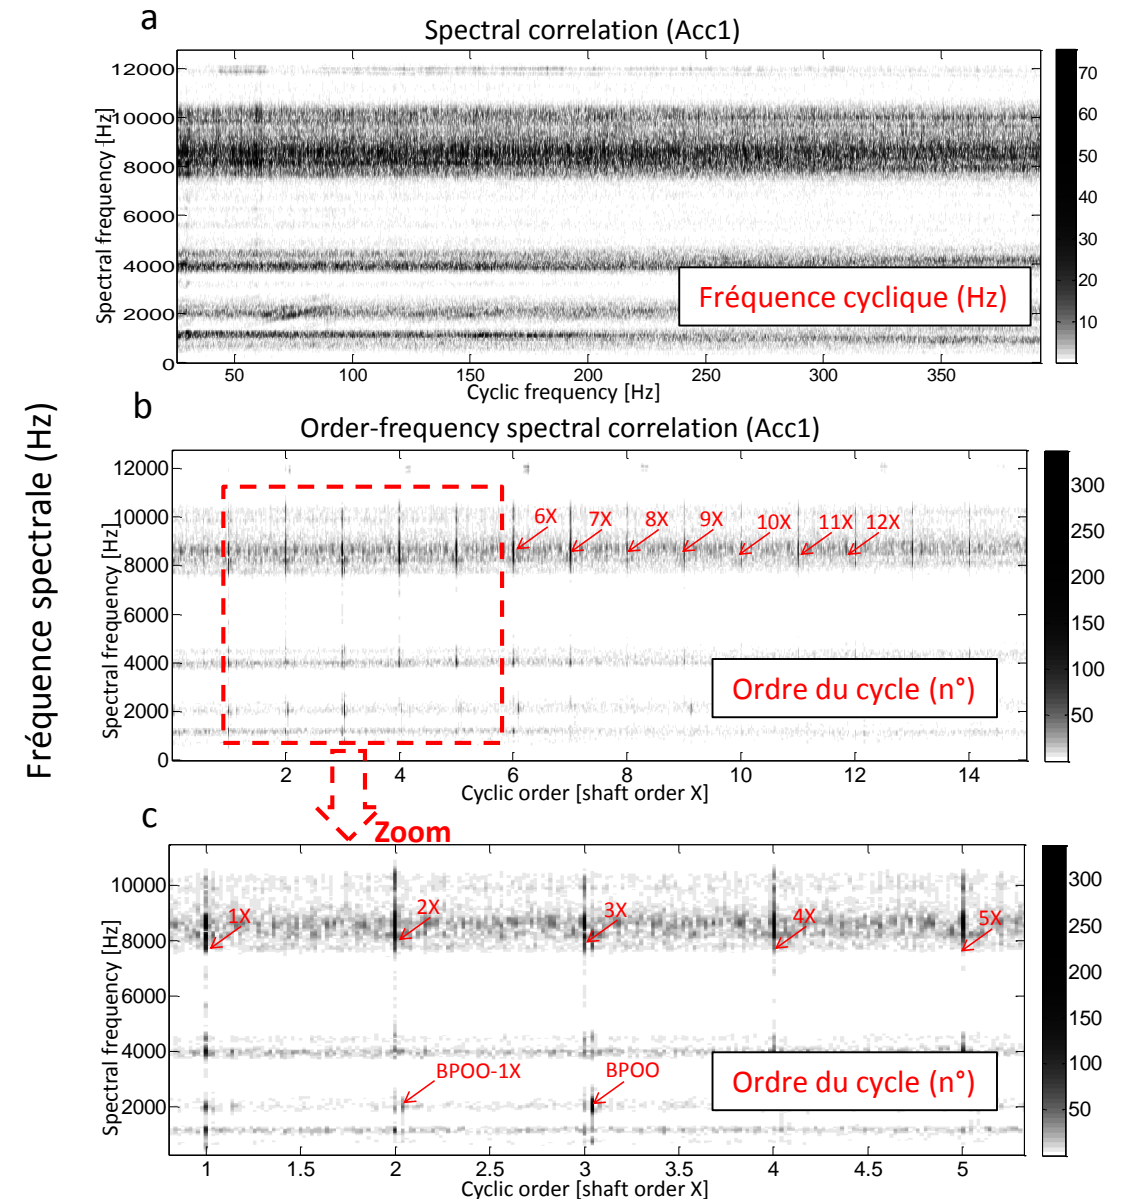 a
Spectral correlation (Acc1)
Spectral frequency [Hz]
12000
10000
8000
6000
4000
2000
0
50
100
150
200
250
300
350
Cyclic frequency [Hz]
70
60
50
40
30
20
10
Fréquence cyclique (Hz)
Fréquence spectrale (Hz)
b
Order-frequency spectral correlation (Acc1)
Spectral frequency [Hz]
12000
10000
8000
6000
4000
2000
0
2
4
6
8
10
12
14
Cyclic order [shaft order X]
300
250
200
150
100
50
6X
7X
8X
9X
10X
11X
12X
Ordre du cycle (n°)
Zoom
c
Spectral frequency [Hz]
10000
8000
6000
4000
2000
1
1.5
2
2.5
3
3.5
4
4.5
5
Cyclic order [shaft order X]
300
250
200
150
100
50
1X
2X
3X
4X
5X
BPOO-1X
BPOO
Ordre du cycle (n°)